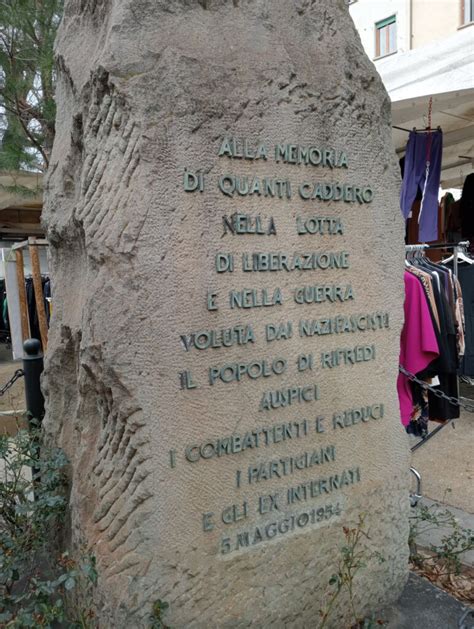 ALLA MEMORIA
DI QUANTI CADDERO
NELLA LOTTA
DI LIBERAZIONE
E NELLA GUERRA
VOLUTA DAI NAZIFASCISTI
IL POPOLO DI RIFREDI
AUSPICI
I COMBATTENTI E REDUCI
I PARTIGIANI
E GLI EX INTERNATI
5 MAGGIO 1954